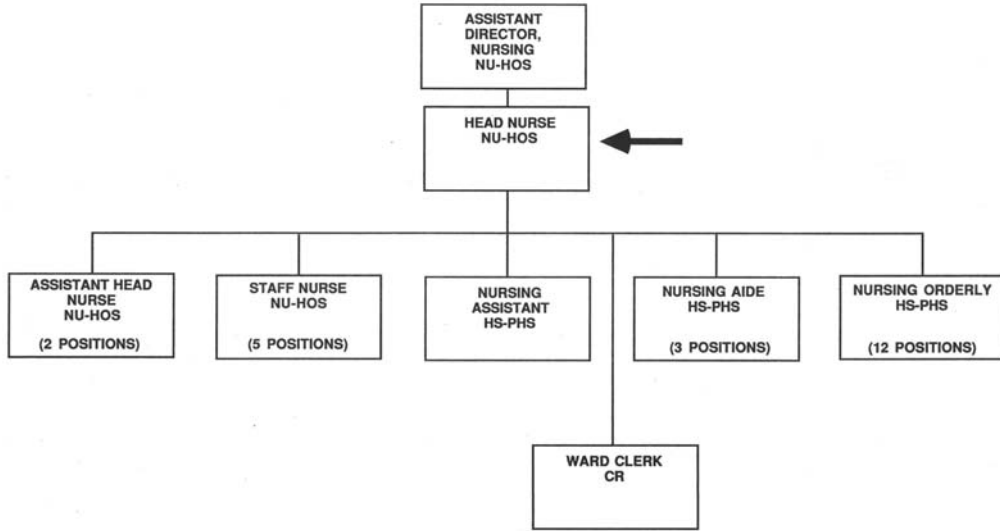 ASSISTANT
DIRECTOR,
NURSING
NU-HOS
HEAD NURSE
NU-HOS
ASSISTANT HEAD
NURSE
NU-HOS
(2 POSITIONS)
STAFF NURSE
NU-HOS
(5 POSITIONS)
NURSING
ASSISTANT
HS-PHS
NURSING AIDE
HS-PHS
(3 POSITIONS)
NURSING ORDERLY
HS-PHS
(12 POSITIONS)
WARD CLERK
CR